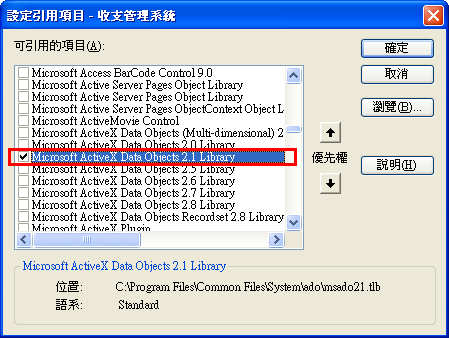 設定引用項目 - 收支管理系統
可引用的項目(A):
Microsoft Access BarCode Control 9.0
Microsoft Active Server Pages Object Library
Microsoft Active Server Pages ObjectContext Object L
Microsoft ActiveMovie Control
Microsoft ActiveX Data Objects (Multi-dimensional) 2
Microsoft ActiveX Data Objects 2.0 Library
Microsoft ActiveX Data Objects 2.1 Library
Microsoft ActiveX Data Objects 2.5 Library
Microsoft ActiveX Data Objects 2.6 Library
Microsoft ActiveX Data Objects 2.7 Library
Microsoft ActiveX Data Objects 2.8 Library
Microsoft ActiveX Data Objects Recordset 2.8 Library
Microsoft ActiveX Plugin
優先權
確定
取消
瀏覽(B)...
說明(H)
Microsoft ActiveX Data Objects 2.1 Library
位置: C:\Program Files\Common Files\System\ado\msado21.tlb
語系: Standard